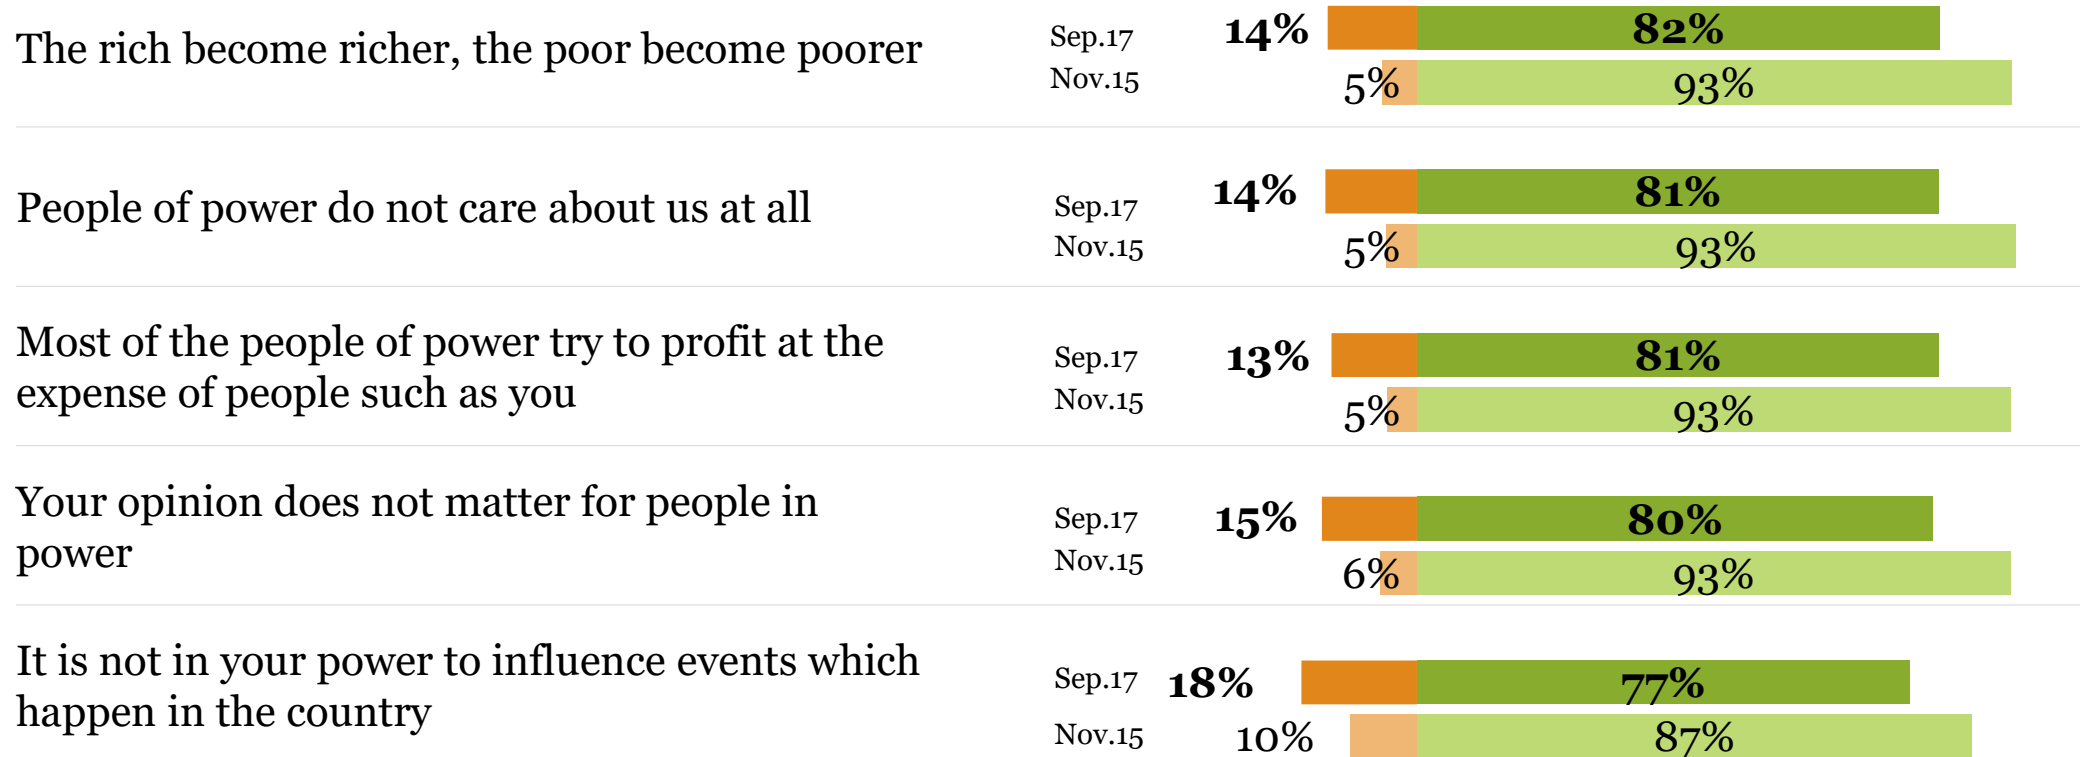 The rich become richer, the poor become poorer
Sep.17 14% 82%
Nov.15 5% 93%
People of power do not care about us at all
Sep.17 14% 81%
Nov.15 5% 93%
Most of the people of power try to profit at the
expense of people such as you
Sep.17 13% 81%
Nov.15 5% 93%
Your opinion does not matter for people in
power
Sep.17 15% 80%
Nov.15 6% 93%
It is not in your power to influence events which
happen in the country
Sep.17 18% 77%
Nov.15 10% 87%